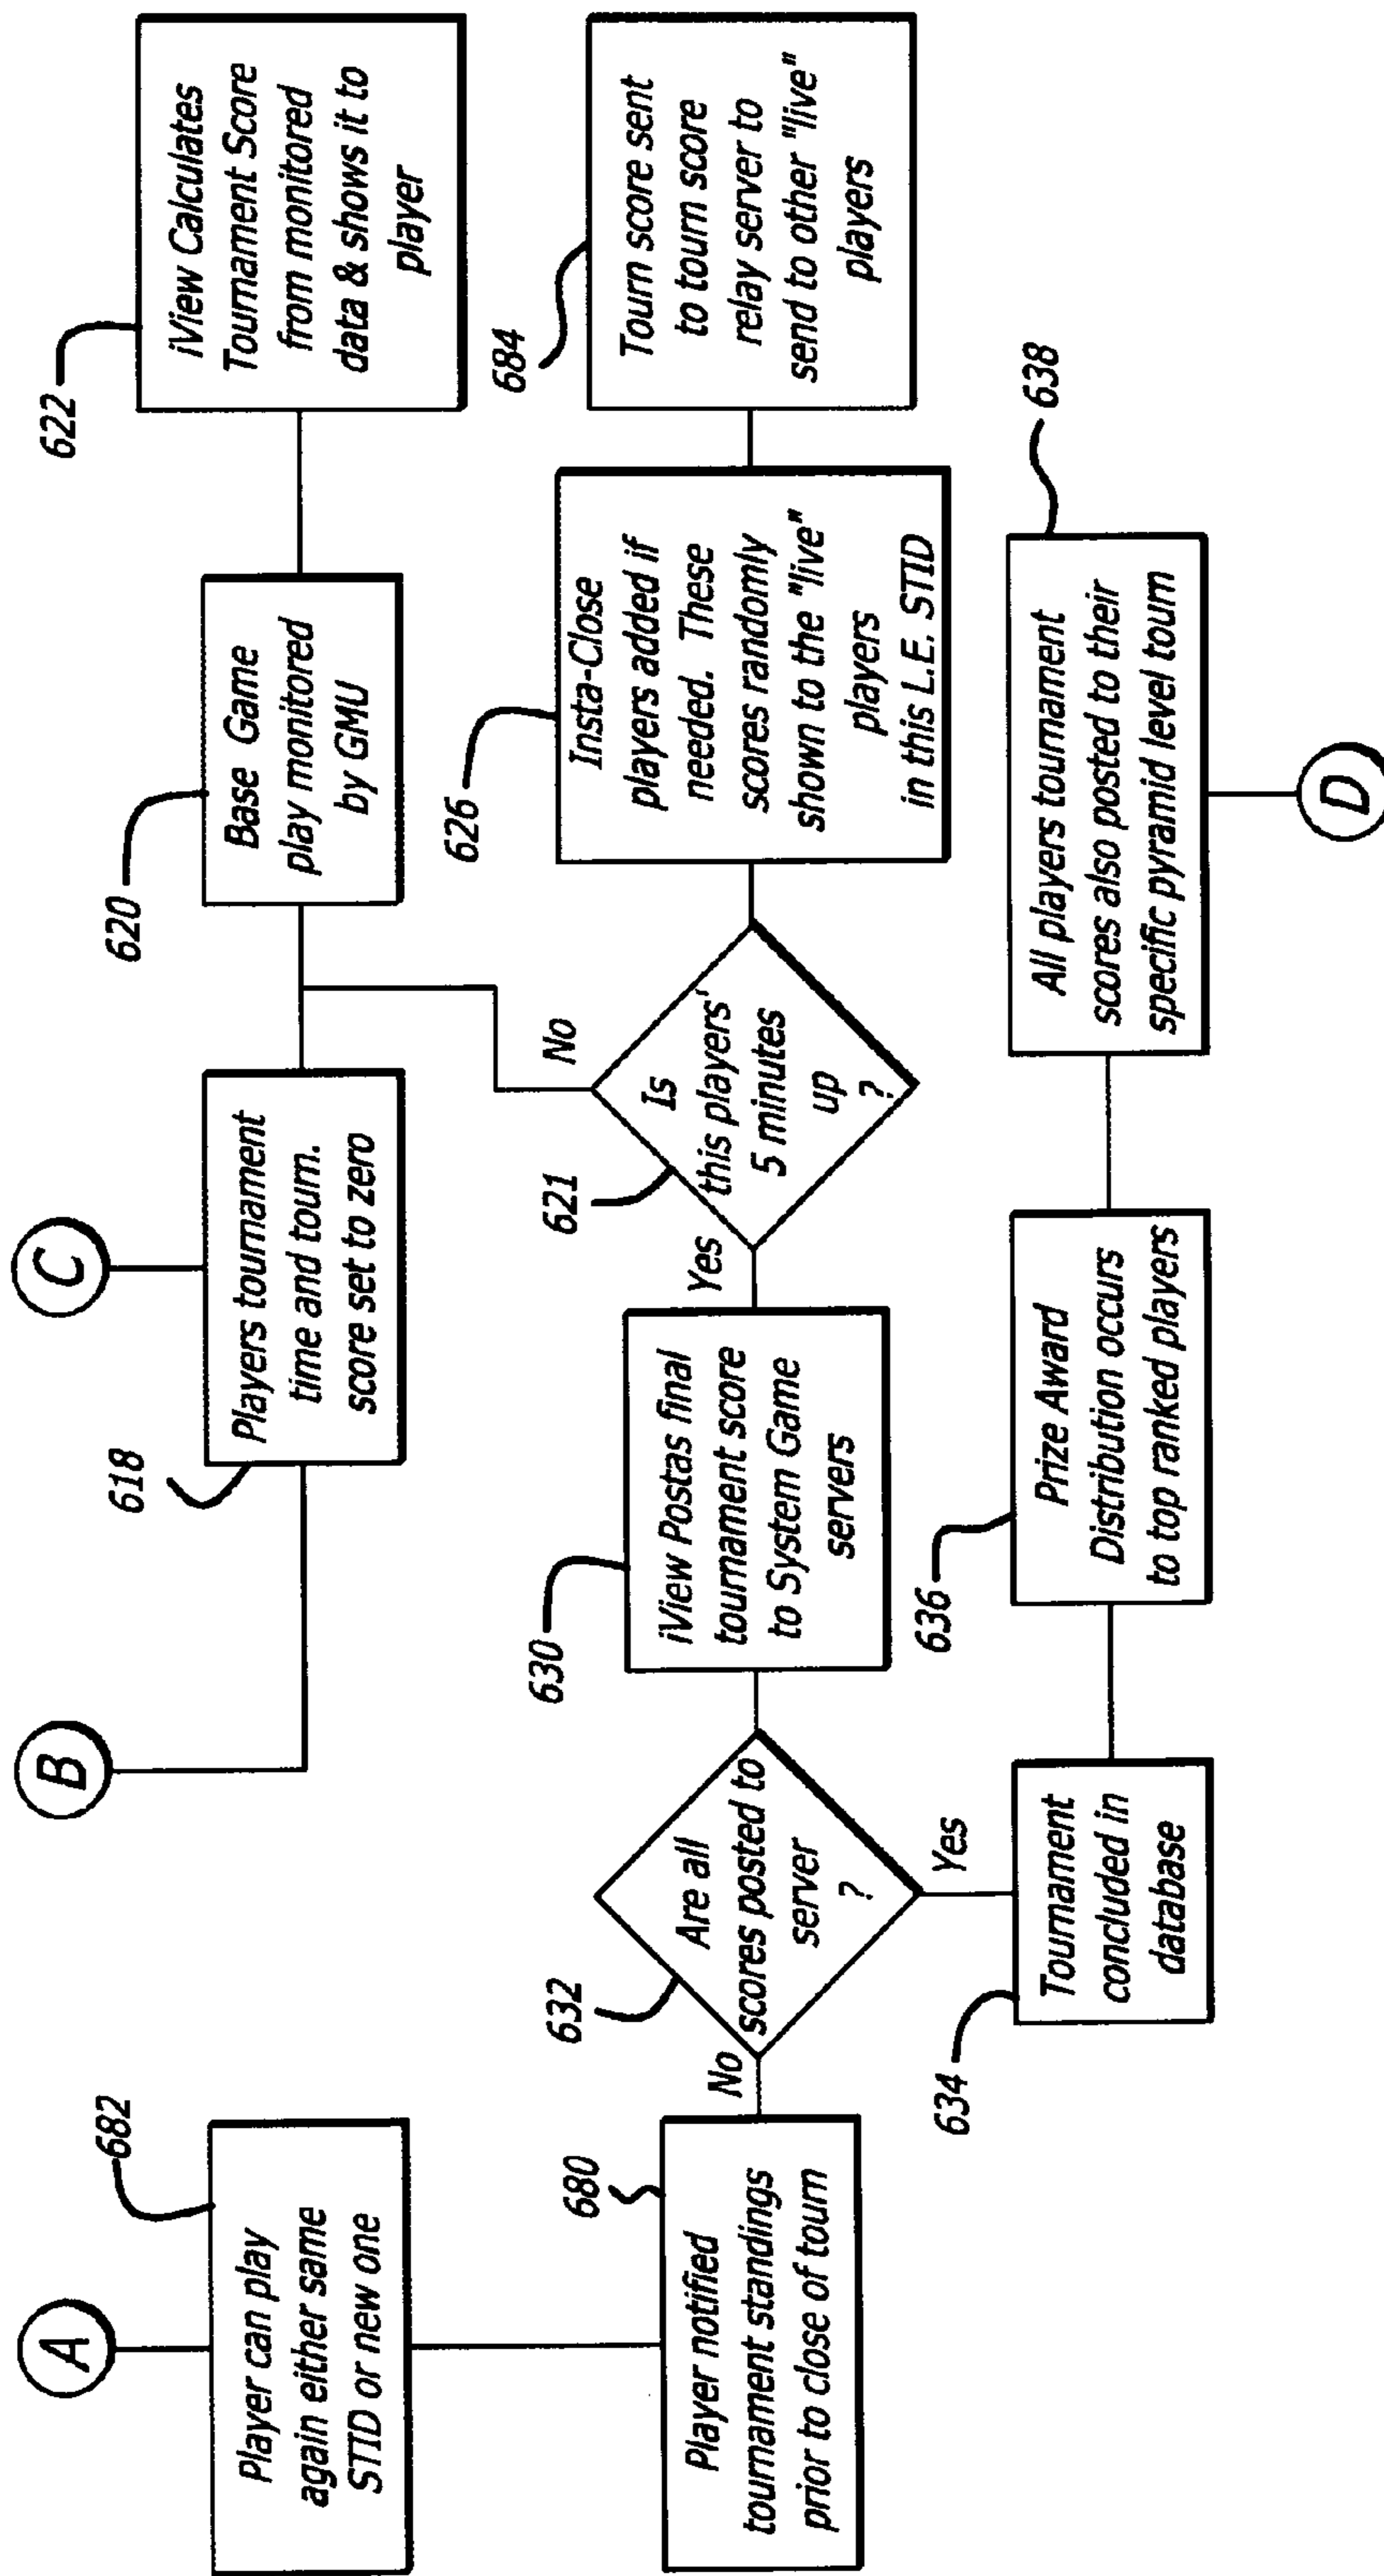 A
B
C
682
Player can play
again either same
STID or new one
618
Players tournament
time and tourn.
score set to zero
620
Base Game
play monitored
by GMU
622
iView Calculates
Tournament Score
from monitored
data & shows it to
player
680
Player notified
tournament standings
prior to close of tourn
No
632
Are all
scores posted to
server
?
Yes
630
iView Postas final
tournament score
to System Game
servers
Yes
621
Is
this players'
5 minutes
up
?
No
626
Insta-Close
players added if
needed. These
scores randomly
shown to the "live"
players
in this L.E. STID
684
Tourn score sent
to tourn score
relay server to
send to other "live"
players
634
Tournament
concluded in
database
636
Prize Award
Distribution occurs
to top ranked players
638
All players tournament
scores also posted to their
specific pyramid level tourn
D